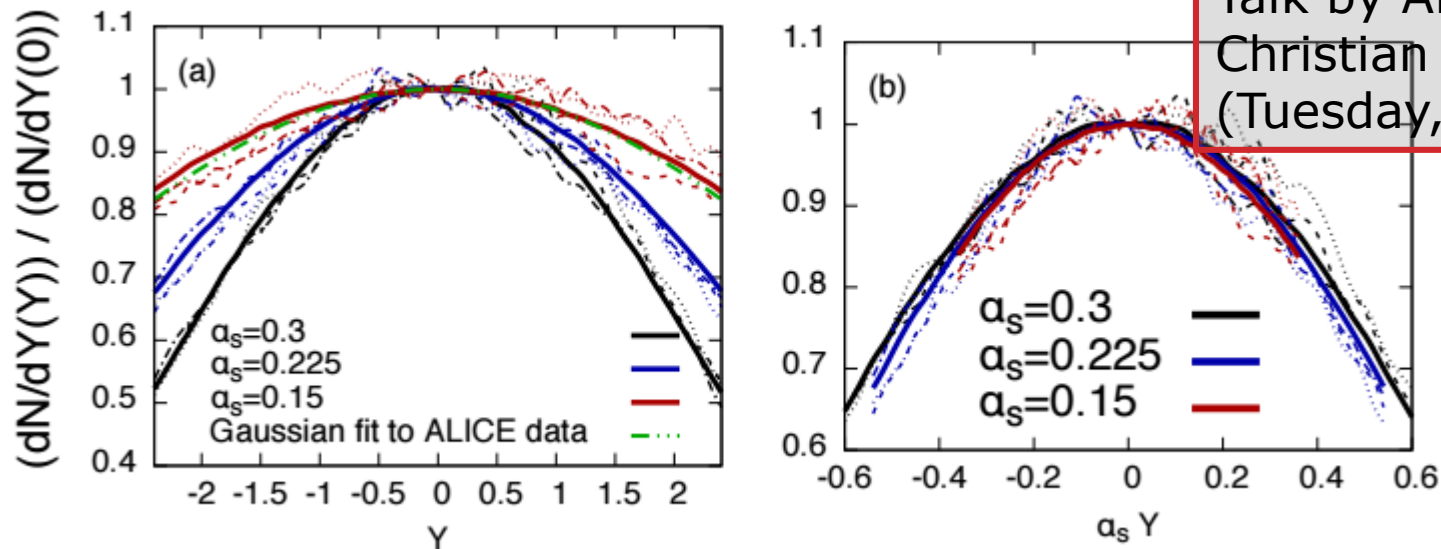 (dN/dY(Y)) / (dN/dY(0))
1.1
1
0.9
0.8
0.7
0.6
0.5
0.4
(a)
αs=0.3
αs=0.225
αs=0.15
Gaussian fit to ALICE data
-2 -1.5 -1 -0.5 0 0.5 1 1.5 2
Y
1.1
1
0.9
0.8
0.7
0.6
(b)
αs=0.3
αs=0.225
αs=0.15
-0.6 -0.4 -0.2 0 0.2 0.4 0.6
αs Y
Talk by
Christian
(Tuesday,